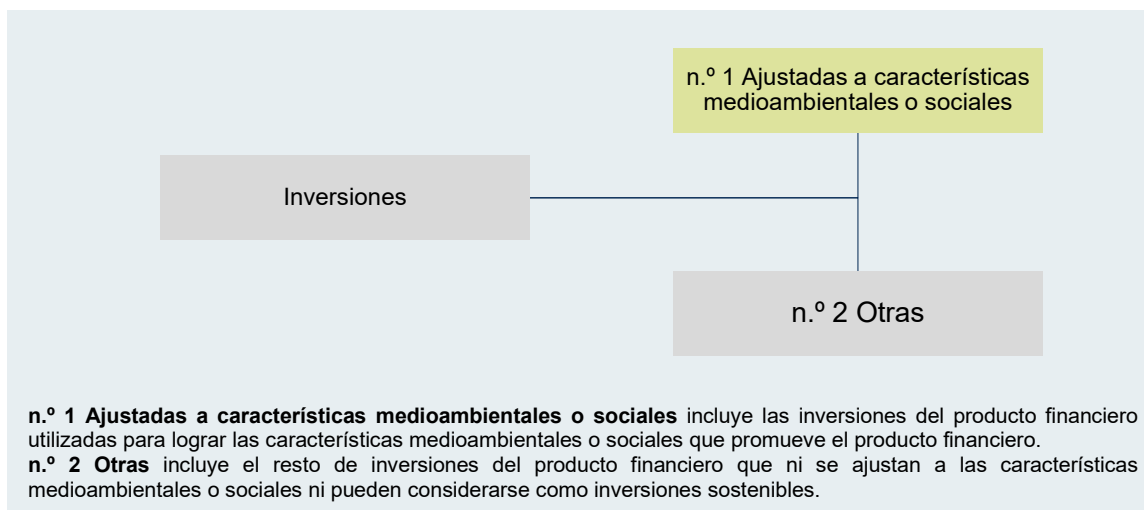 n.º 1 Ajustadas a características
medioambientales o sociales
Inversiones
n.º 2 Otras
n.º 1 Ajustadas a características medioambientales o sociales incluye las inversiones del producto financiero
utilizadas para lograr las características medioambientales o sociales que promueve el producto financiero.
n.º 2 Otras incluye el resto de inversiones del producto financiero que ni se ajustan a las características
medioambientales o sociales ni pueden considerarse como inversiones sostenibles.